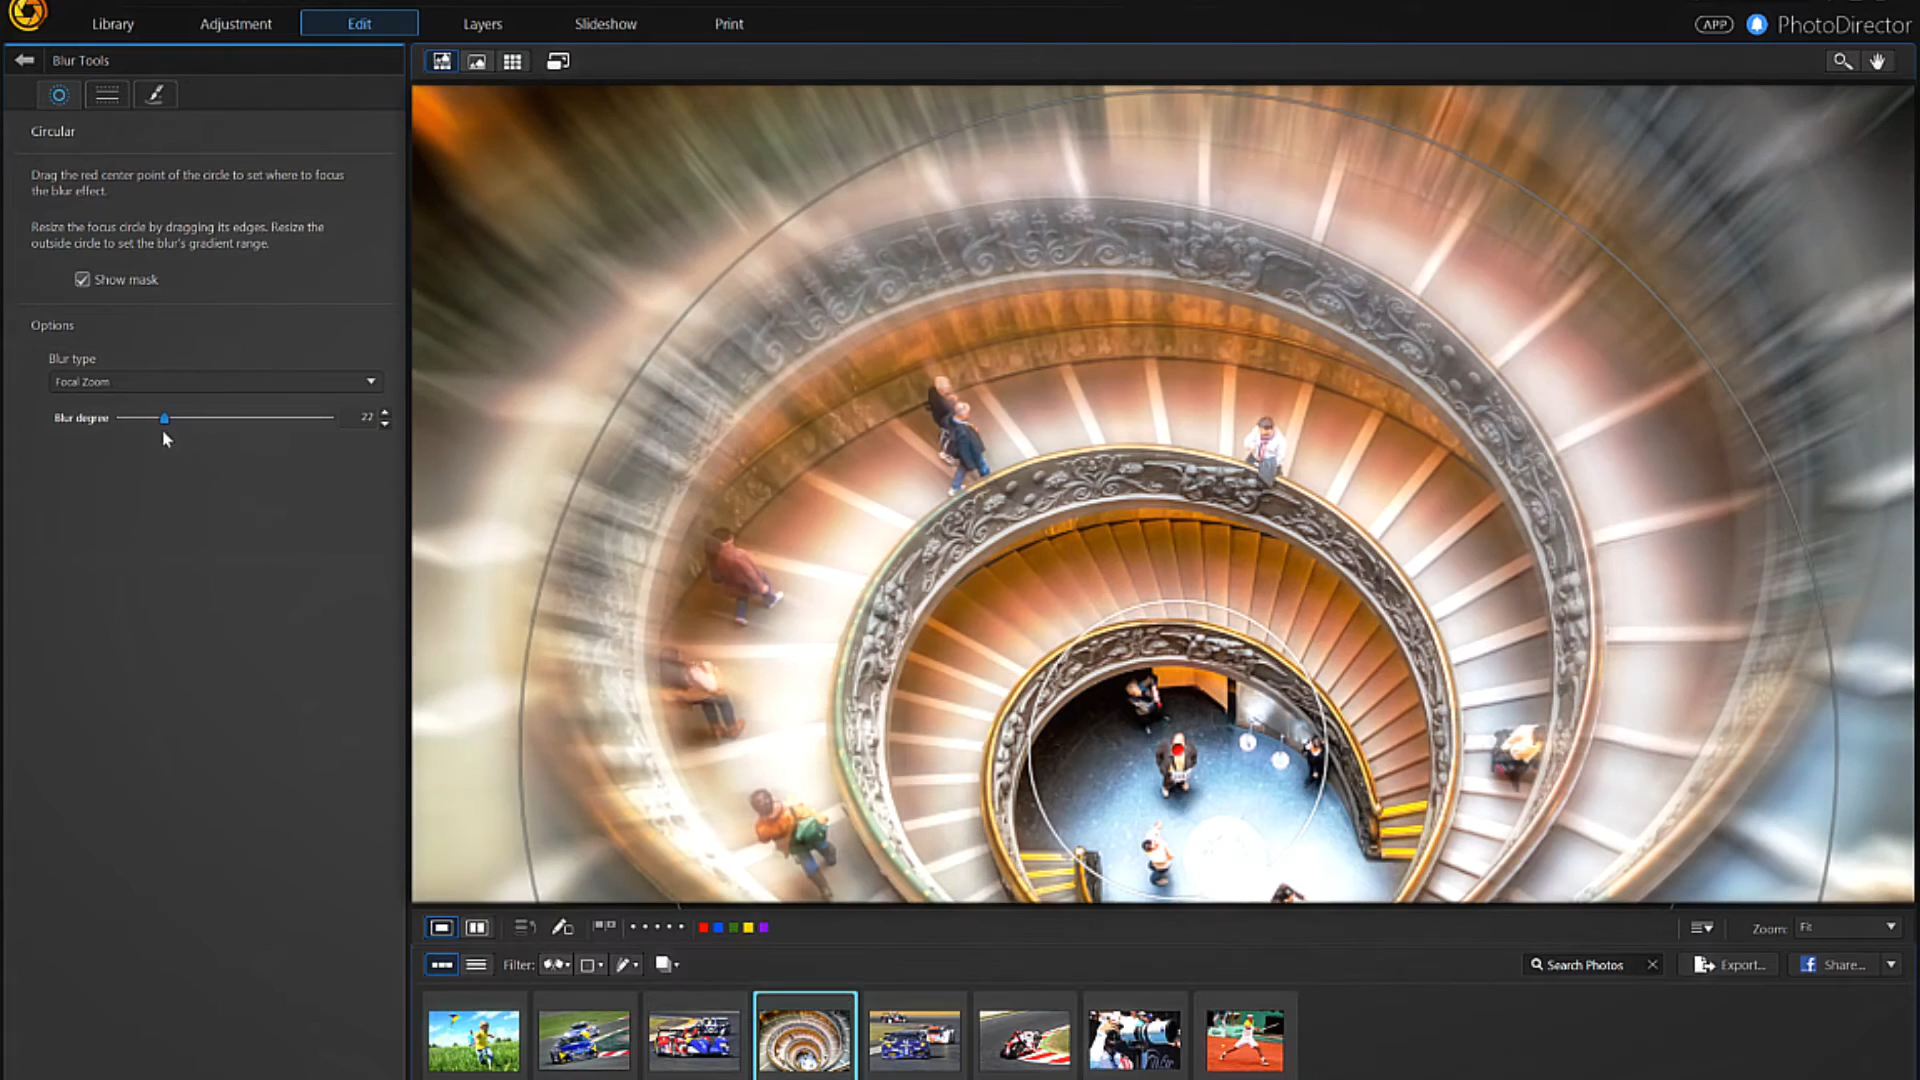 Library
Adjustment
Edit
Layers
Slideshow
Print
APP
PhotoDirector
Blur Tools
Circular
Drag the red center point of the circle to set where to focus
the blur effect.
Resize the focus circle by dragging its edges. Resize the
outside circle to set the blur's gradient range.
Show mask
Options
Blur type
Focal Zoom
Blur degree
22
Zoom:
Fit
Filter:
Search Photos
Export...
Share...